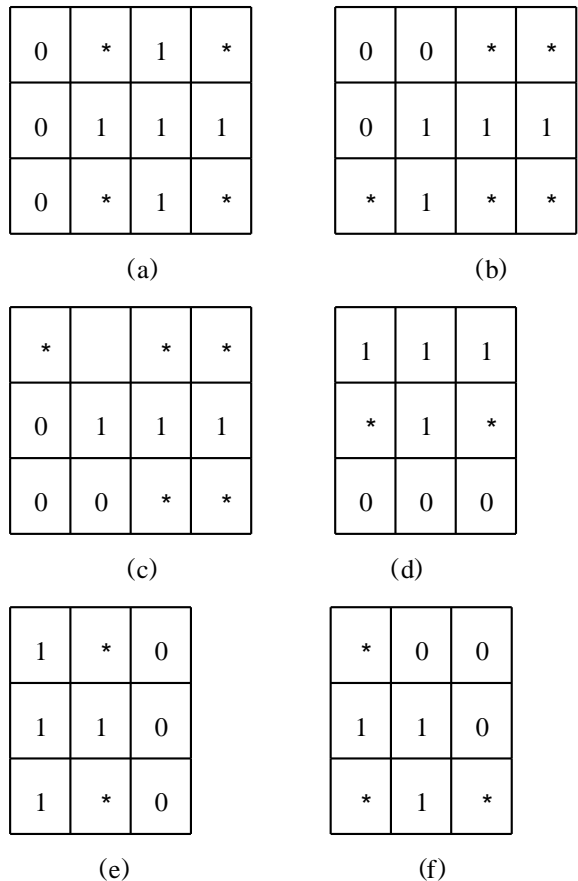 0 * 1 * 0 0 * *
0 1 1 1 0 1 1 1
0 * 1 * * 1 * *
(a) (b)
* * * 1 1 1
0 1 1 1 * 1 *
0 0 * * 0 0 0
(c) (d)
1 * 0 * 0 0
1 1 0 1 1 0
1 * 0 * 1 *
(e) (f)